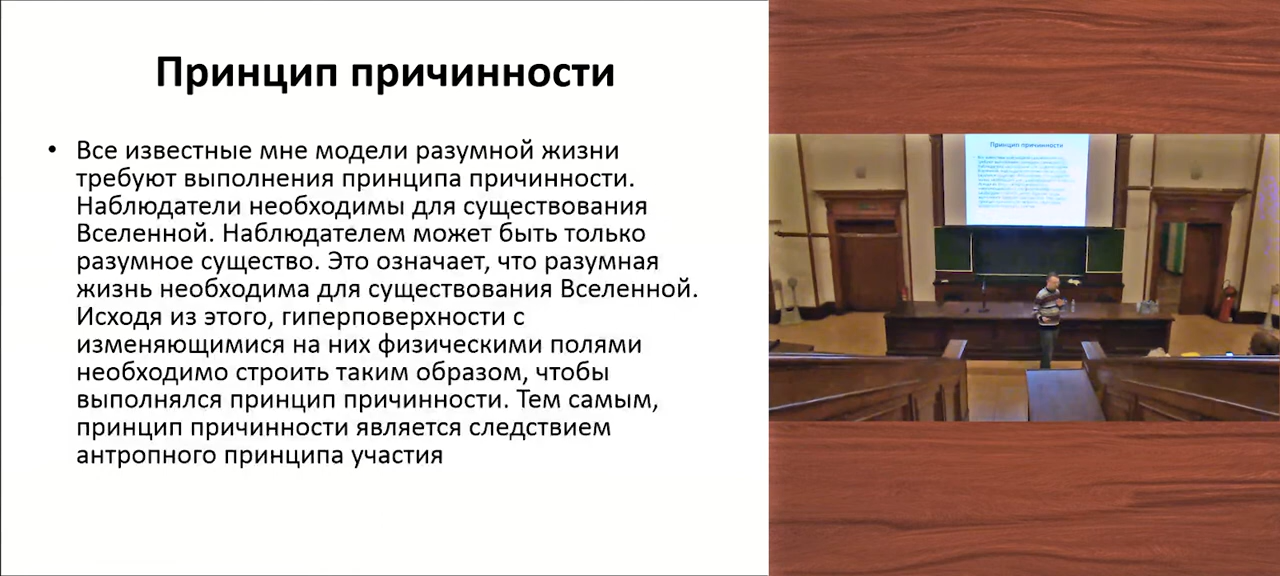 Принцип причинности
• Все известные мне модели разумной жизни
требуют выполнения принципа причинности.
Наблюдатели необходимы для существования
Вселенной. Наблюдателем может быть только
разумное существо. Это означает, что разумная
жизнь необходима для существования Вселенной.
Исходя из этого, гиперповерхности с
изменяющимися на них физическими полями
необходимо строить таким образом, чтобы
выполнялся принцип причинности. Тем самым,
принцип причинности является следствием
антропного принципа участия
Принцип причинности